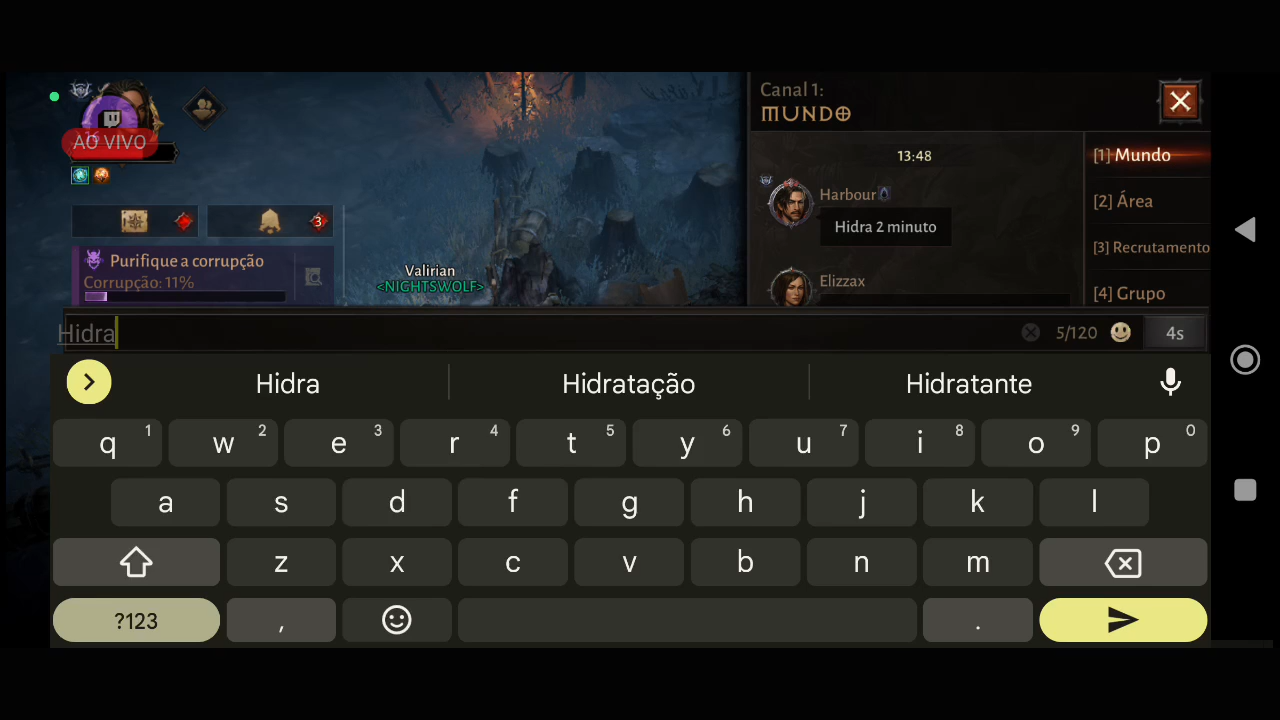 AO VIVO
3
Purifique a corrupção
Corrupção: 11%
Valirian
<NIGHTSWOLF>
Canal 1:
MUNDO
13:48
Harbour
Hidra 2 minuto
Elizzax
[1] Mundo
[2] Área
[3] Recrutamento
[4] Grupo
Hidra
5/120
4s
Hidra
Hidratação
Hidratante
q 1 w 2 e 3 r 4 t 5 y 6 u 7 i 8 o 9 p 0
a s d f g h j k l
z x c v b n m
?123 , .